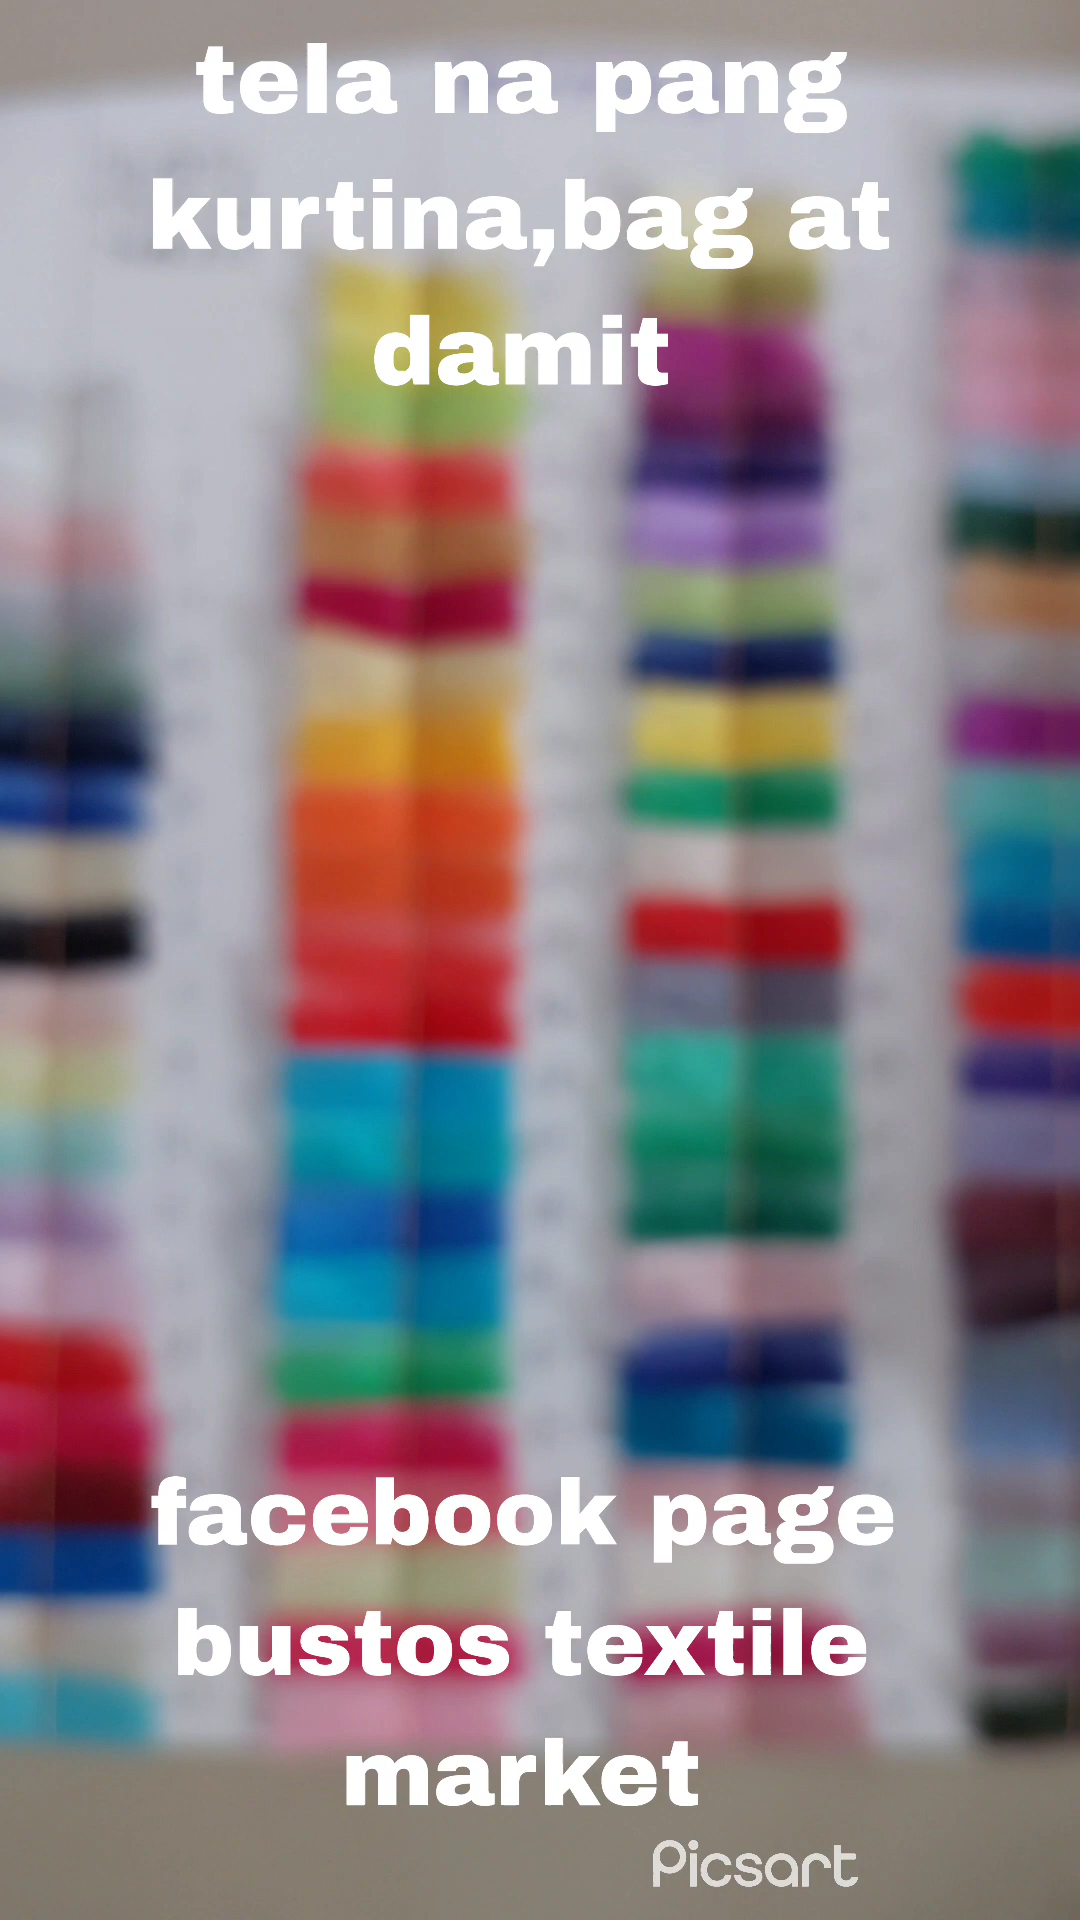 tela na pang
kurtina,bag at
damit
facebook page
bustos textile
market
Picsart